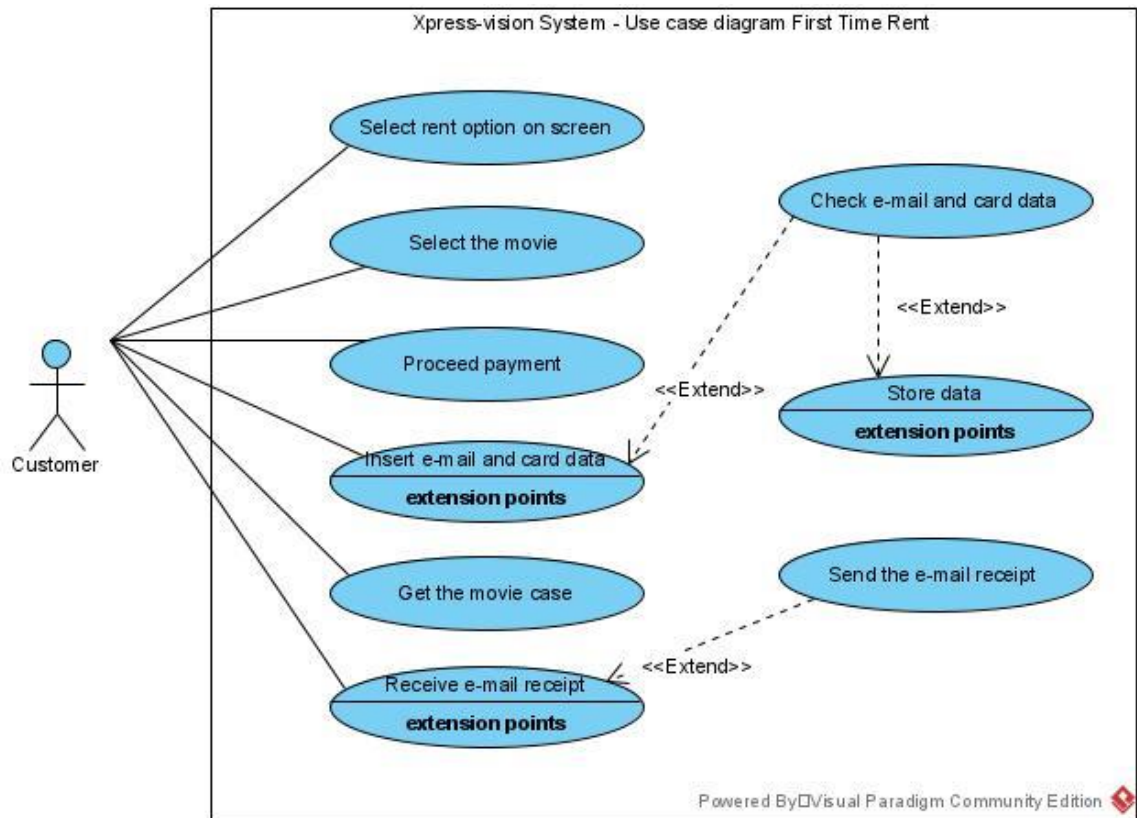 Xpress-vision System - Use case diagram First Time Rent
Select rent option on screen
Check e-mail and card data
Select the movie
<<Extend>>
Proceed payment
<<Extend>>
Store data
extension points
Customer
Insert e-mail and card data
extension points
Send the e-mail receipt
Get the movie case
<<Extend>>
Receive e-mail receipt
extension points
Powered By□Visual Paradigm Community Edition